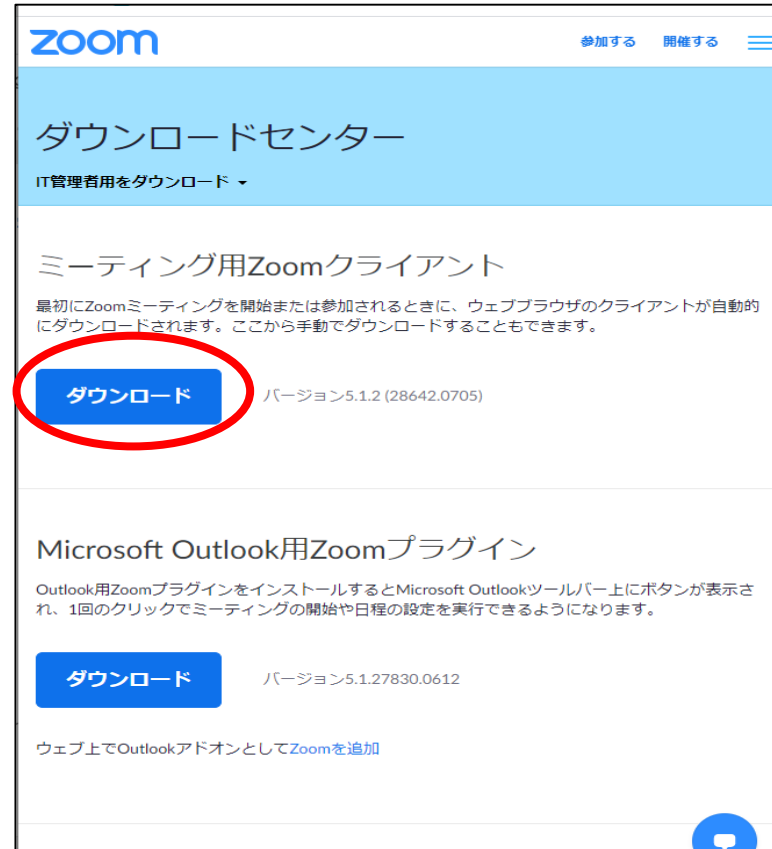 zoom
参加する 開催する
ダウンロードセンター
IT管理者用をダウンロード
ミーティング用Zoomクライアント
最初にZoomミーティングを開始または参加されるときに、ウェブブラウザのクライアントが自動的
にダウンロードされます。ここから手動でダウンロードすることもできます。
ダウンロード バージョン5.1.2 (28642.0705)
Microsoft Outlook用Zoomプラグイン
Outlook用ZoomプラグインをインストールするとMicrosoft Outlookツールバー上にボタンが表示さ
れ、1回のクリックでミーティングの開始や日程の設定を実行できるようになります。
ダウンロード バージョン5.1.27830.0612
ウェブ上でOutlookアドオンとしてZoomを追加